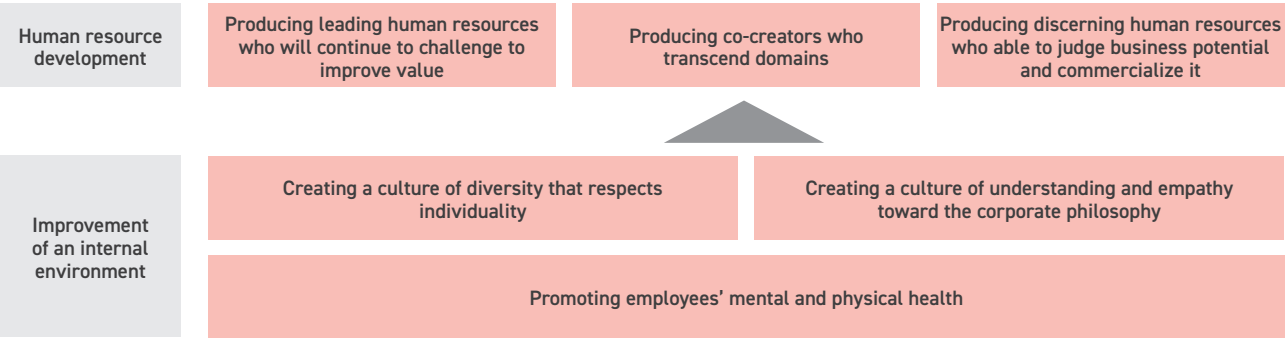 Human resource
development
Producing leading human resources
who will continue to challenge to
improve value
Producing co-creators who
transcend domains
Producing discerning human resources
who able to judge business potential
and commercialize it
Improvement
of an internal
environment
Creating a culture of diversity that respects
individuality
Creating a culture of understanding and empathy
toward the corporate philosophy
Promoting employees’ mental and physical health